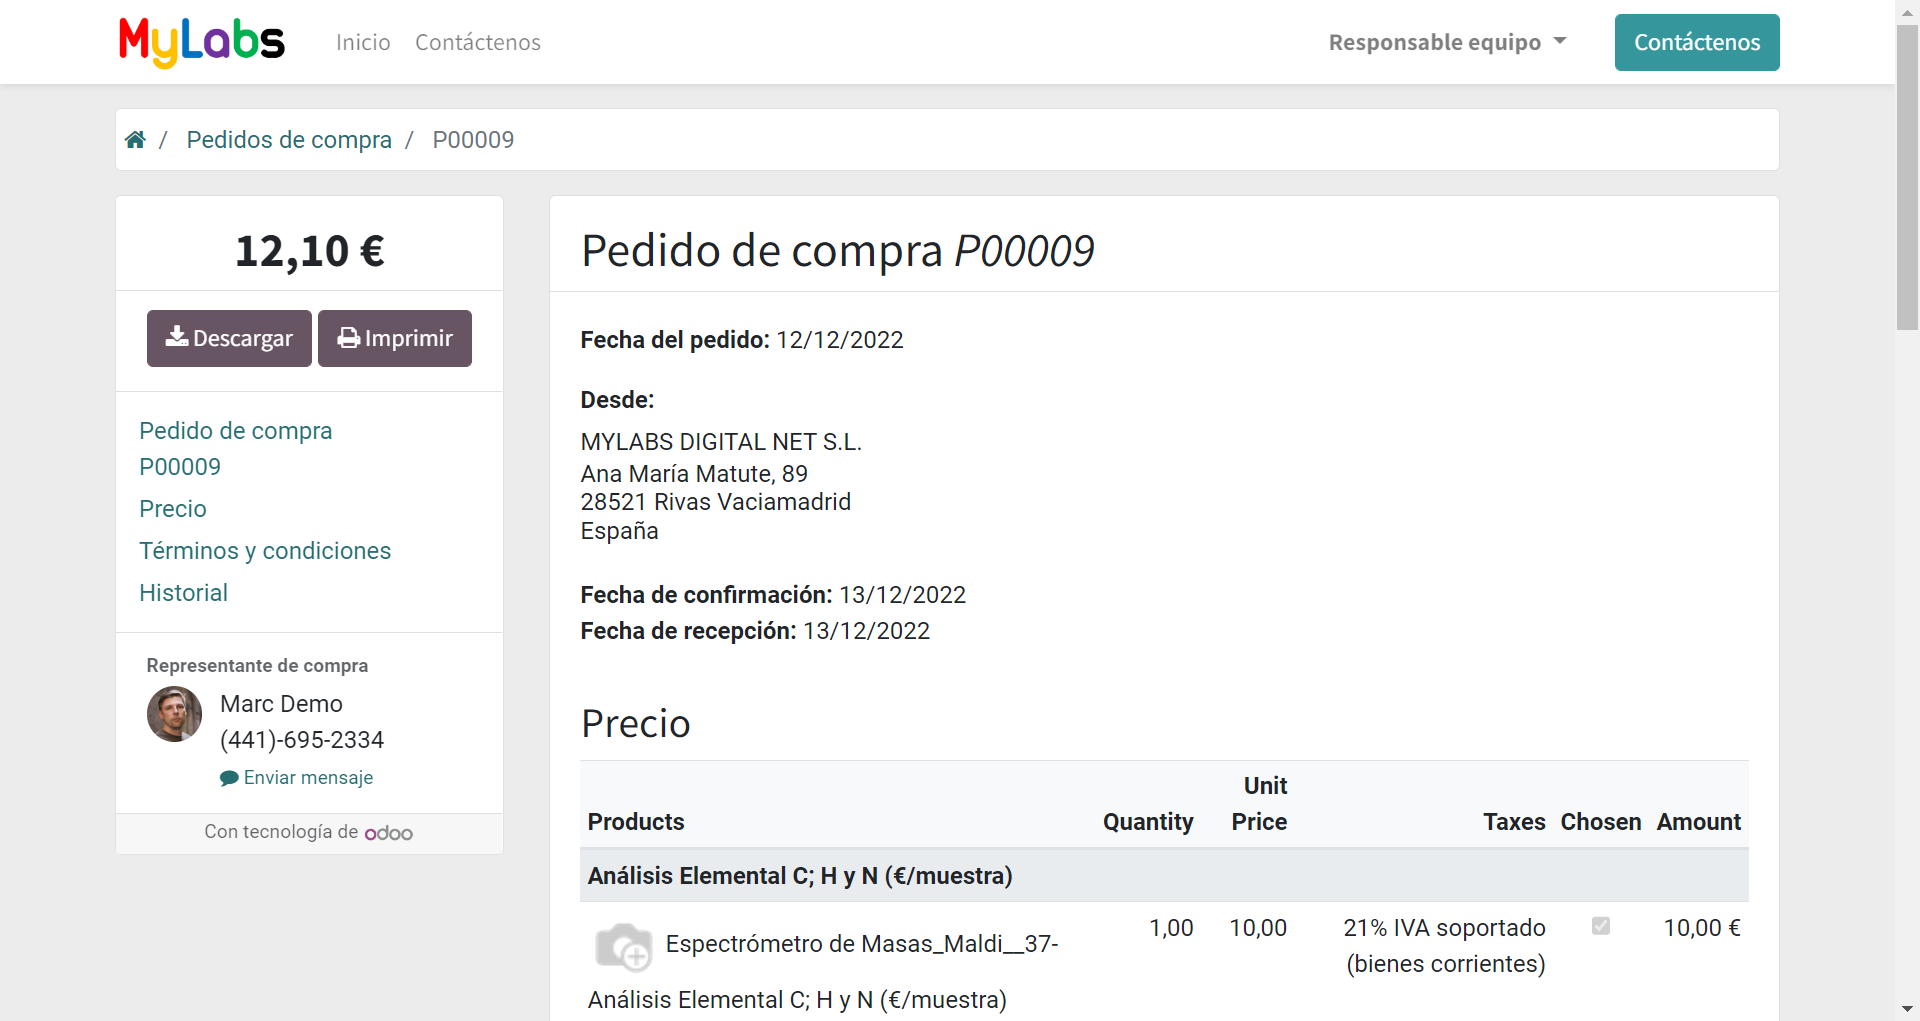 MyLabs
Inicio
Contáctenos
Responsable equipo
Contáctenos
/ Pedidos de compra / P00009
12,10 €
Descargar
Imprimir
Pedido de compra
P00009
Precio
Términos y condiciones
Historial
Representante de compra
Marc Demo
(441)-695-2334
Enviar mensaje
Con tecnología de odoo
Pedido de compra P00009
Fecha del pedido: 12/12/2022
Desde:
MYLABS DIGITAL NET S.L.
Ana María Matute, 89
28521 Rivas Vaciamadrid
España
Fecha de confirmación: 13/12/2022
Fecha de recepción: 13/12/2022
Precio
Products Quantity Unit Price Taxes Chosen Amount
Análisis Elemental C; H y N (€/muestra)
Espectrómetro de Masas_Maldi__37- 1,00 10,00 21% IVA soportado (bienes corrientes) 10,00 €
Análisis Elemental C; H y N (€/muestra)